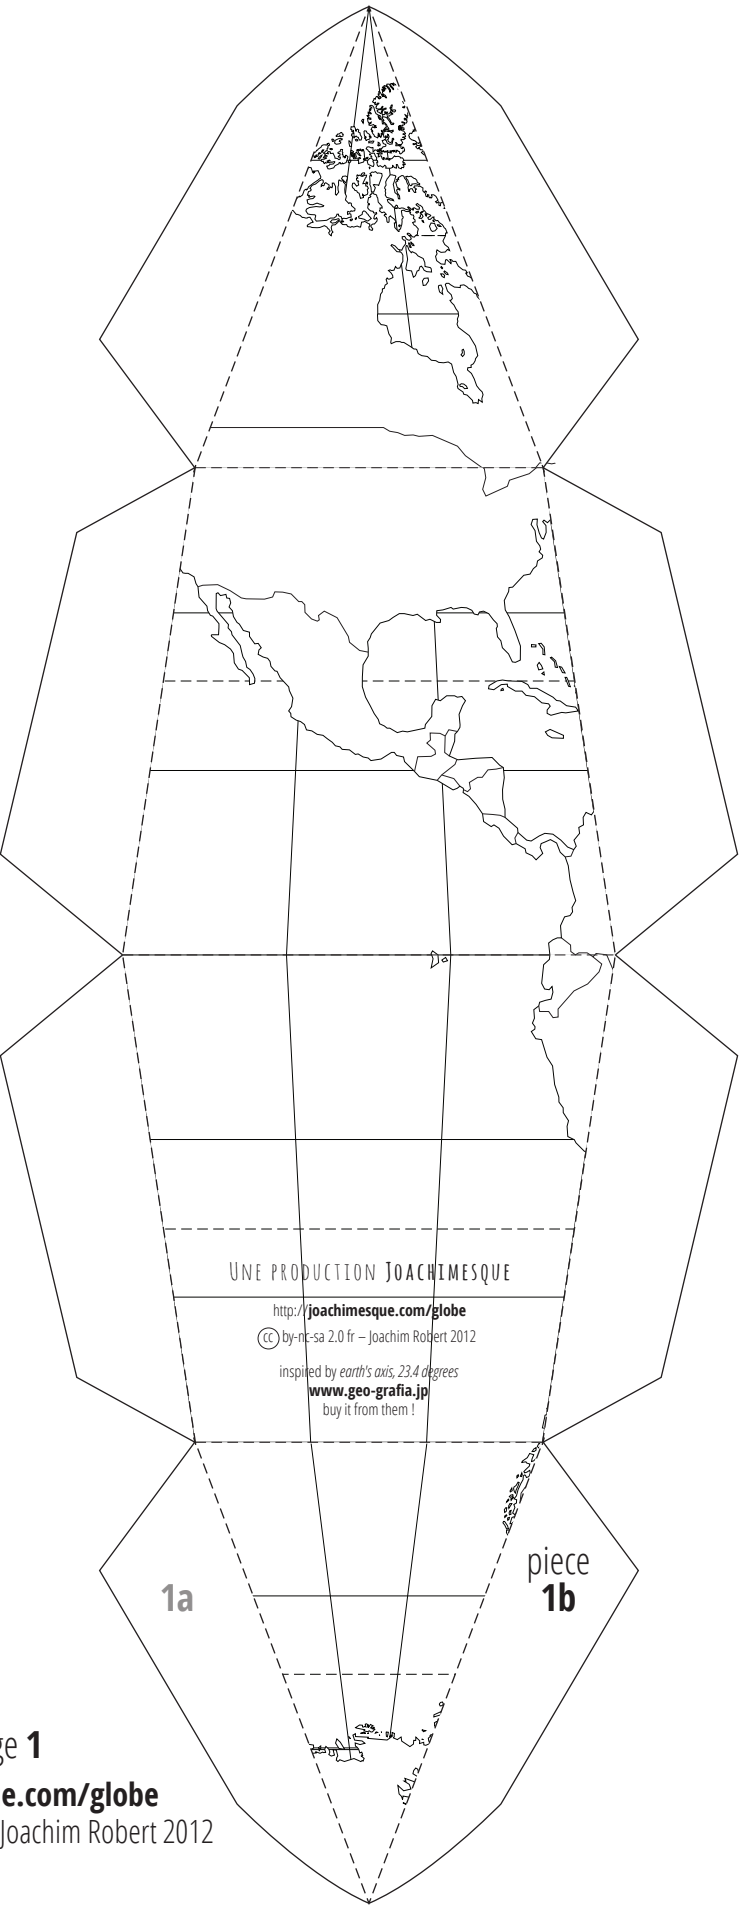 UNE PRODUCTION JOACHIMESQUE
http://joachimesque.com/globe
cc by-nc-sa 2.0 fr – Joachim Robert 2012
inspired by earth's axis, 23.4 degrees
www.geo-grafia.jp
buy it from them !
piece
1a
1b
ge 1
e.com/globe
Joachim Robert 2012